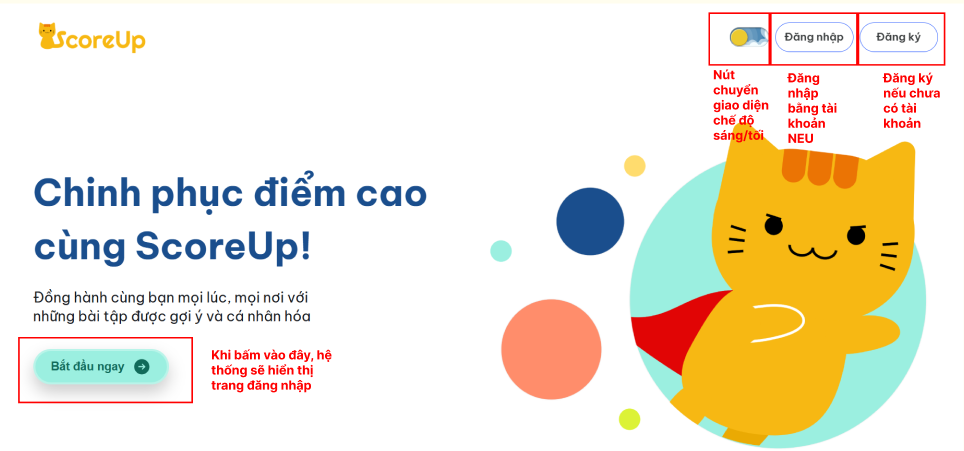 ScoreUp
Đăng nhập
Đăng ký
Nút
chuyển
giao diện
chế độ
sáng/tối
Đăng
nhập
bằng tài
khoản
NEU
Đăng ký
nếu chưa
có tài
khoản
Chinh phục điểm cao
cùng ScoreUp!
Đồng hành cùng bạn mọi lúc, mọi nơi với
những bài tập được gợi ý và cá nhân hóa
Bắt đầu ngay
Khi bấm vào đây, hệ
thống sẽ hiển thị
trang đăng nhập